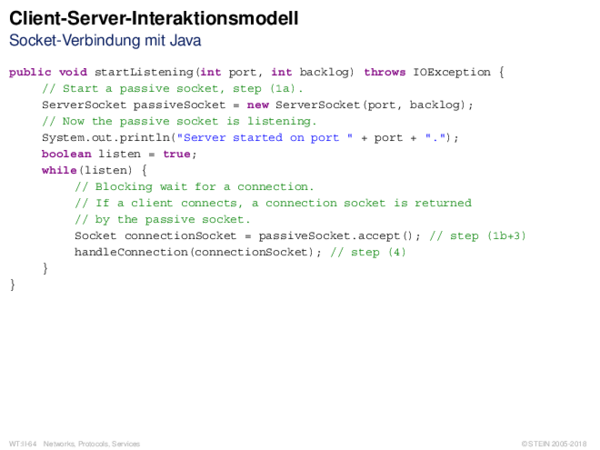 Client-Server-Interaktionsmodell
Socket-Verbindung mit Java
public void startListening(int port, int backlog) throws IOException {
// Start a passive socket, step (1a).
ServerSocket passiveSocket = new ServerSocket(port, backlog);
// Now the passive socket is listening.
System.out.println("Server started on port " + port + ".");
boolean listen = true;
while(listen) {
// Blocking wait for a connection.
// If a client connects, a connection socket is returned
// by the passive socket.
Socket connectionSocket = passiveSocket.accept(); // step (1b+3)
handleConnection(connectionSocket); // step (4)
}
}
WT:II-64 Networks, Protocols, Services © STEIN 2005-2018